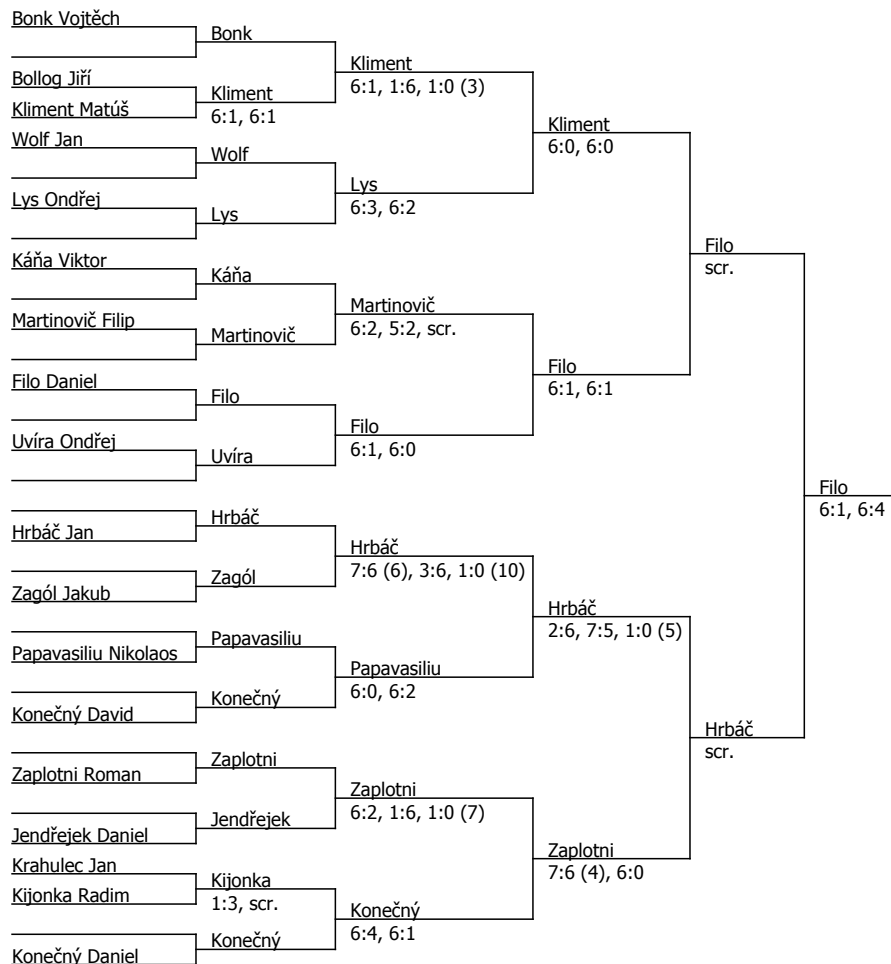 Bonk Vojtěch
Bonk
Bollog Jiří
Kliment Matúš
Kliment
6:1, 6:1
Kliment
6:1, 1:6, 1:0 (3)
Wolf Jan
Wolf
Lys Ondřej
Lys
Lys
6:3, 6:2
Kliment
6:0, 6:0
Káňa Viktor
Káňa
Martinovič Filip
Martinovič
Martinovič
6:2, 5:2, scr.
Filo Daniel
Filo
Uvíra Ondřej
Uvíra
Filo
6:1, 6:0
Filo
6:1, 6:1
Filo
scr.
Hrbáč Jan
Hrbáč
Zagól Jakub
Zagól
Hrbáč
7:6 (6), 3:6, 1:0 (10)
Papavasiliu Nikolaos
Papavasiliu
Konečný David
Konečný
Papavasiliu
6:0, 6:2
Hrbáč
2:6, 7:5, 1:0 (5)
Zaplotni Roman
Zaplotni
Jendřejek Daniel
Jendřejek
Zaplotni
6:2, 1:6, 1:0 (7)
Krahulec Jan
Kijonka Radim
Kijonka
1:3, scr.
Konečný Daniel
Konečný
Konečný
6:4, 6:1
Zaplotni
7:6 (4), 6:0
Hrbáč
scr.
Filo
6:1, 6:4